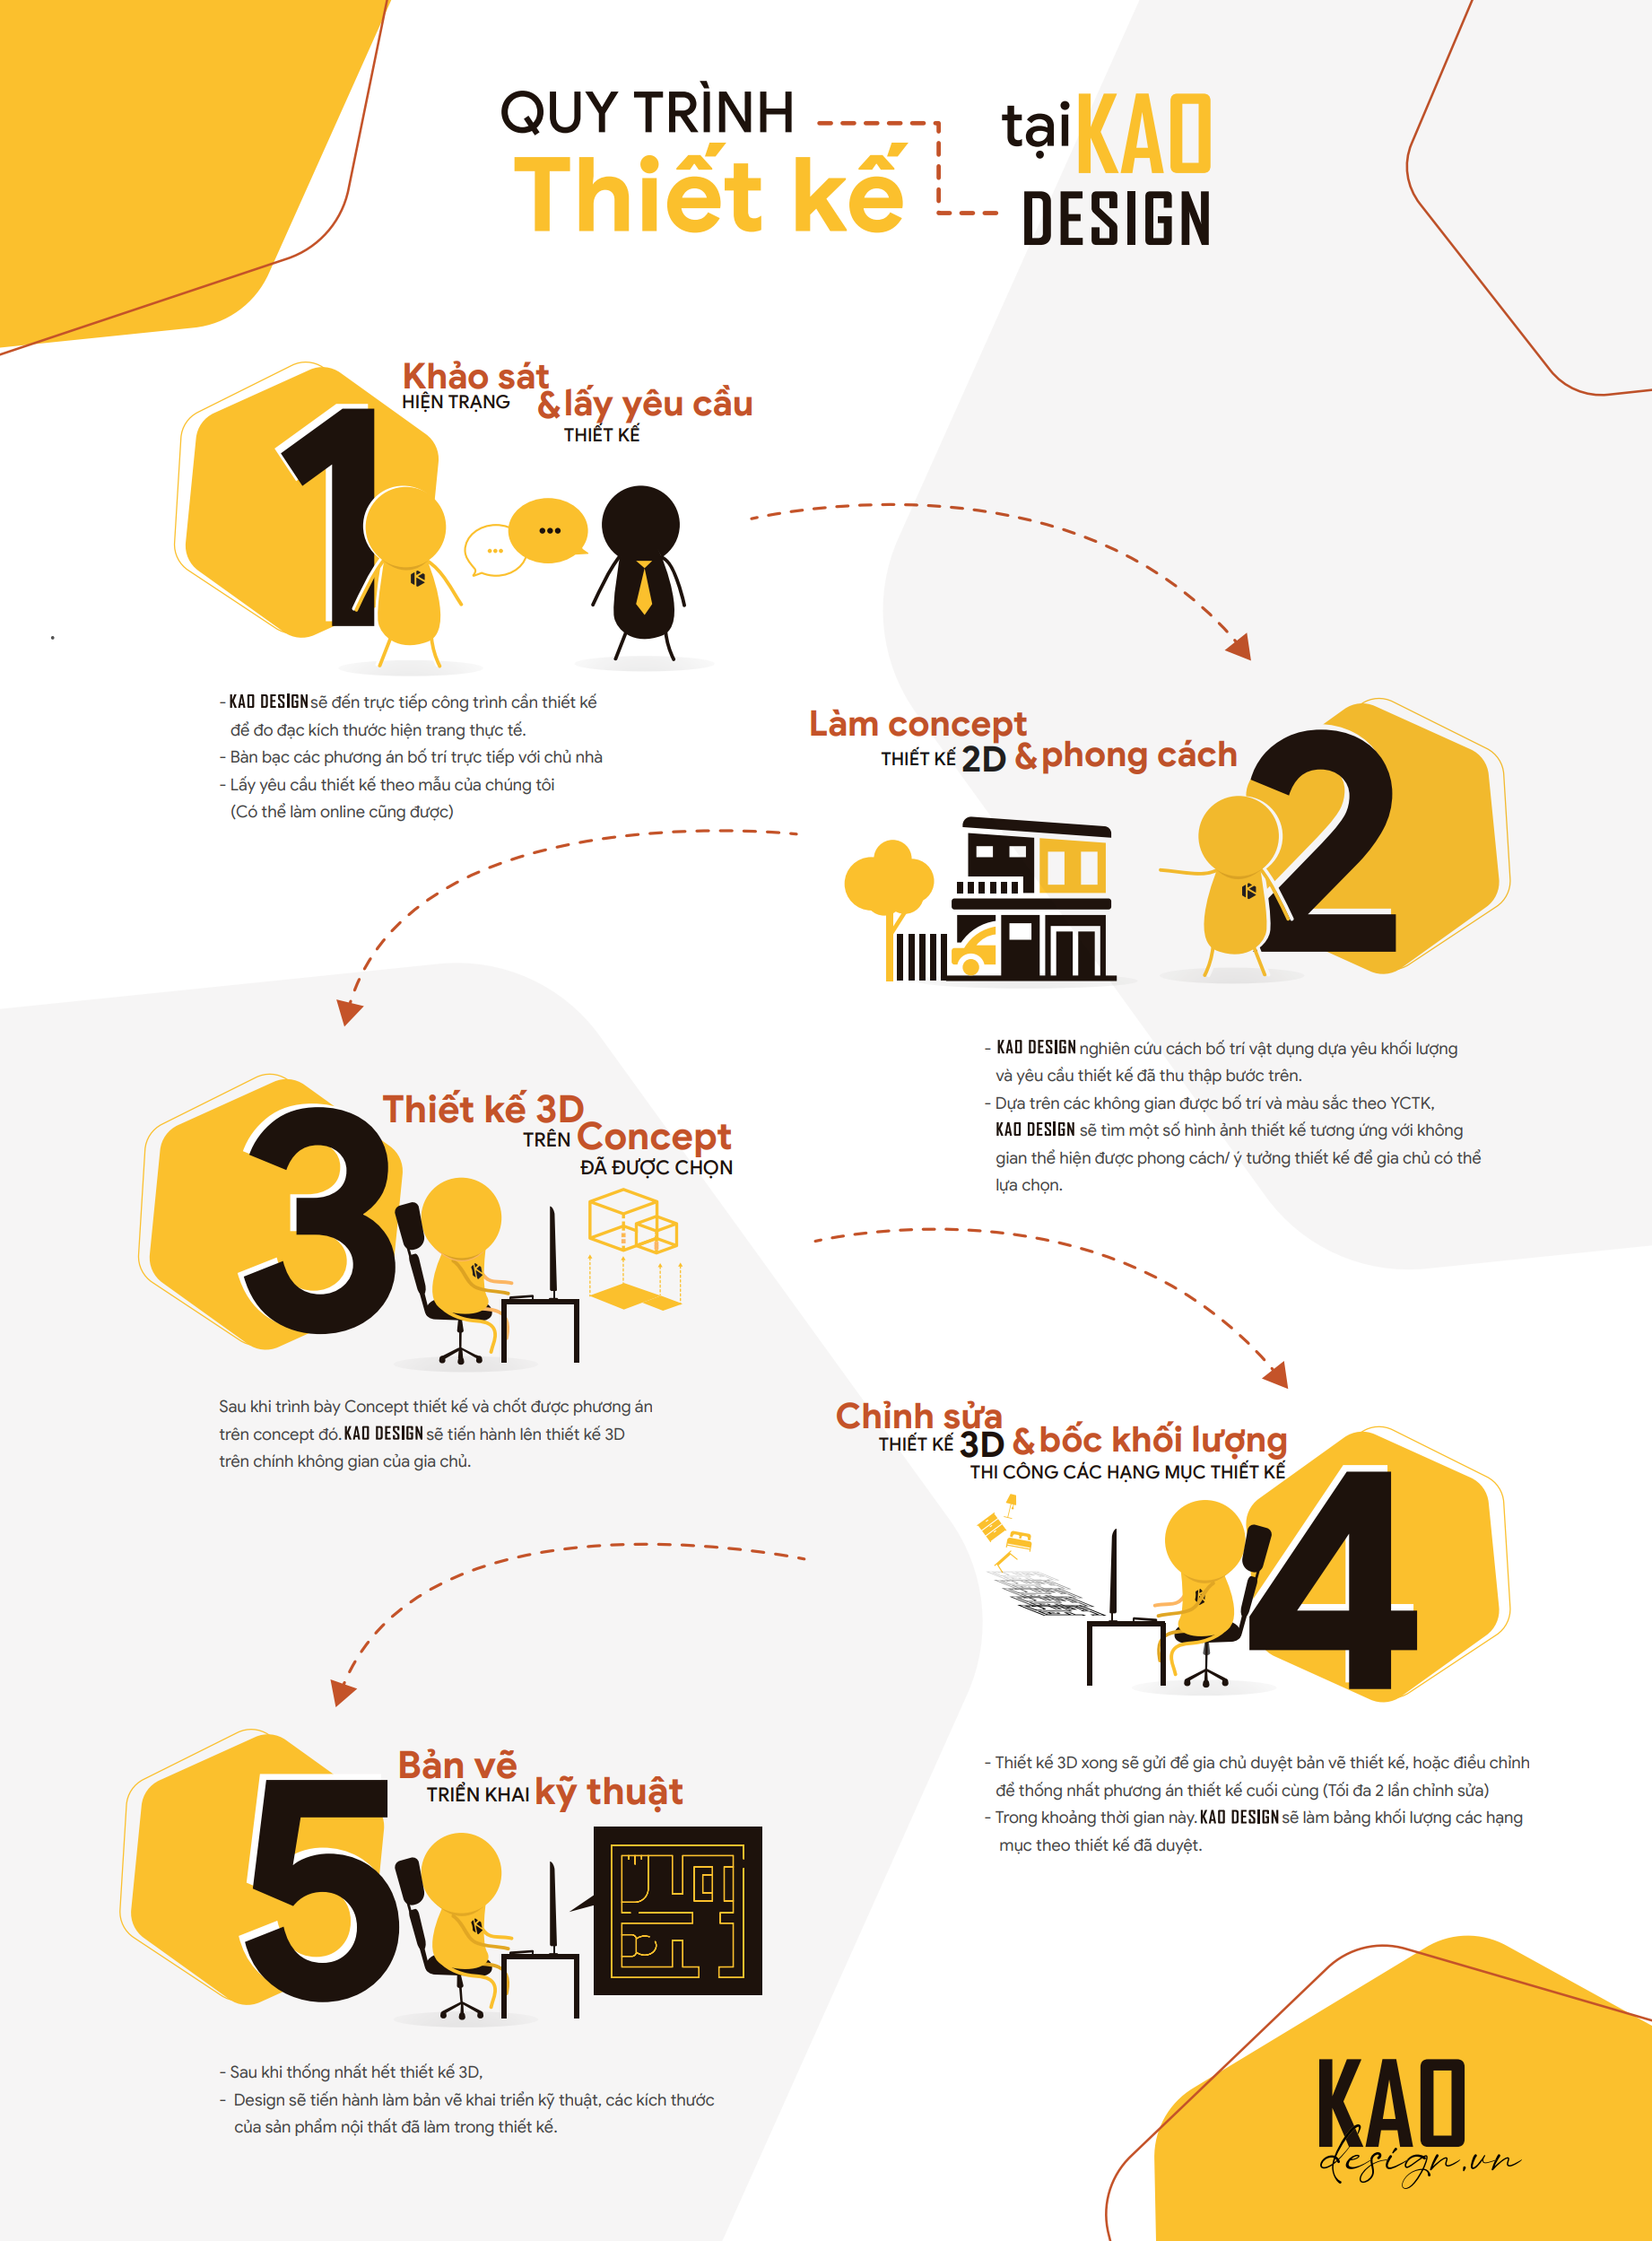 QUY TRÌNH
Thiết kế
tại KAO
DESIGN
1
Khảo sát
HIỆN TRẠNG
& lấy yêu cầu
THIẾT KẾ
- KAO DESIGN sẽ đến trực tiếp công trình cần thiết kế
để đo đạc kích thước hiện trang thực tế.
- Bàn bạc các phương án bố trí trực tiếp với chủ nhà
- Lấy yêu cầu thiết kế theo mẫu của chúng tôi
(Có thể làm online cũng được)
2
Làm concept
THIẾT KẾ 2D & phong cách
- KAO DESIGN nghiên cứu cách bố trí vật dụng dựa yêu khối lượng
và yêu cầu thiết kế đã thu thập bước trên.
- Dựa trên các không gian được bố trí và màu sắc theo YCTK,
KAO DESIGN sẽ tìm một số hình ảnh thiết kế tương ứng với không
gian thể hiện được phong cách/ ý tưởng thiết kế để gia chủ có thể
lựa chọn.
3
Thiết kế 3D
TRÊN Concept
ĐÃ ĐƯỢC CHỌN
Sau khi trình bày Concept thiết kế và chốt được phương án
trên concept đó. KAO DESIGN sẽ tiến hành lên thiết kế 3D
trên chính không gian của gia chủ.
4
Chỉnh sửa
THIẾT KẾ 3D & bốc khối lượng
THI CÔNG CÁC HẠNG MỤC THIẾT KẾ
- Thiết kế 3D xong sẽ gửi để gia chủ duyệt bản vẽ thiết kế, hoặc điều chỉnh
để thống nhất phương án thiết kế cuối cùng (Tối đa 2 lần chỉnh sửa)
- Trong khoảng thời gian này. KAO DESIGN sẽ làm bảng khối lượng các hạng
mục theo thiết kế đã duyệt.
5
Bản vẽ
TRIỂN KHAI kỹ thuật
- Sau khi thống nhất hết thiết kế 3D,
- Design sẽ tiến hành làm bản vẽ khai triển kỹ thuật, các kích thước
của sản phẩm nội thất đã làm trong thiết kế.
KAO
design.vn